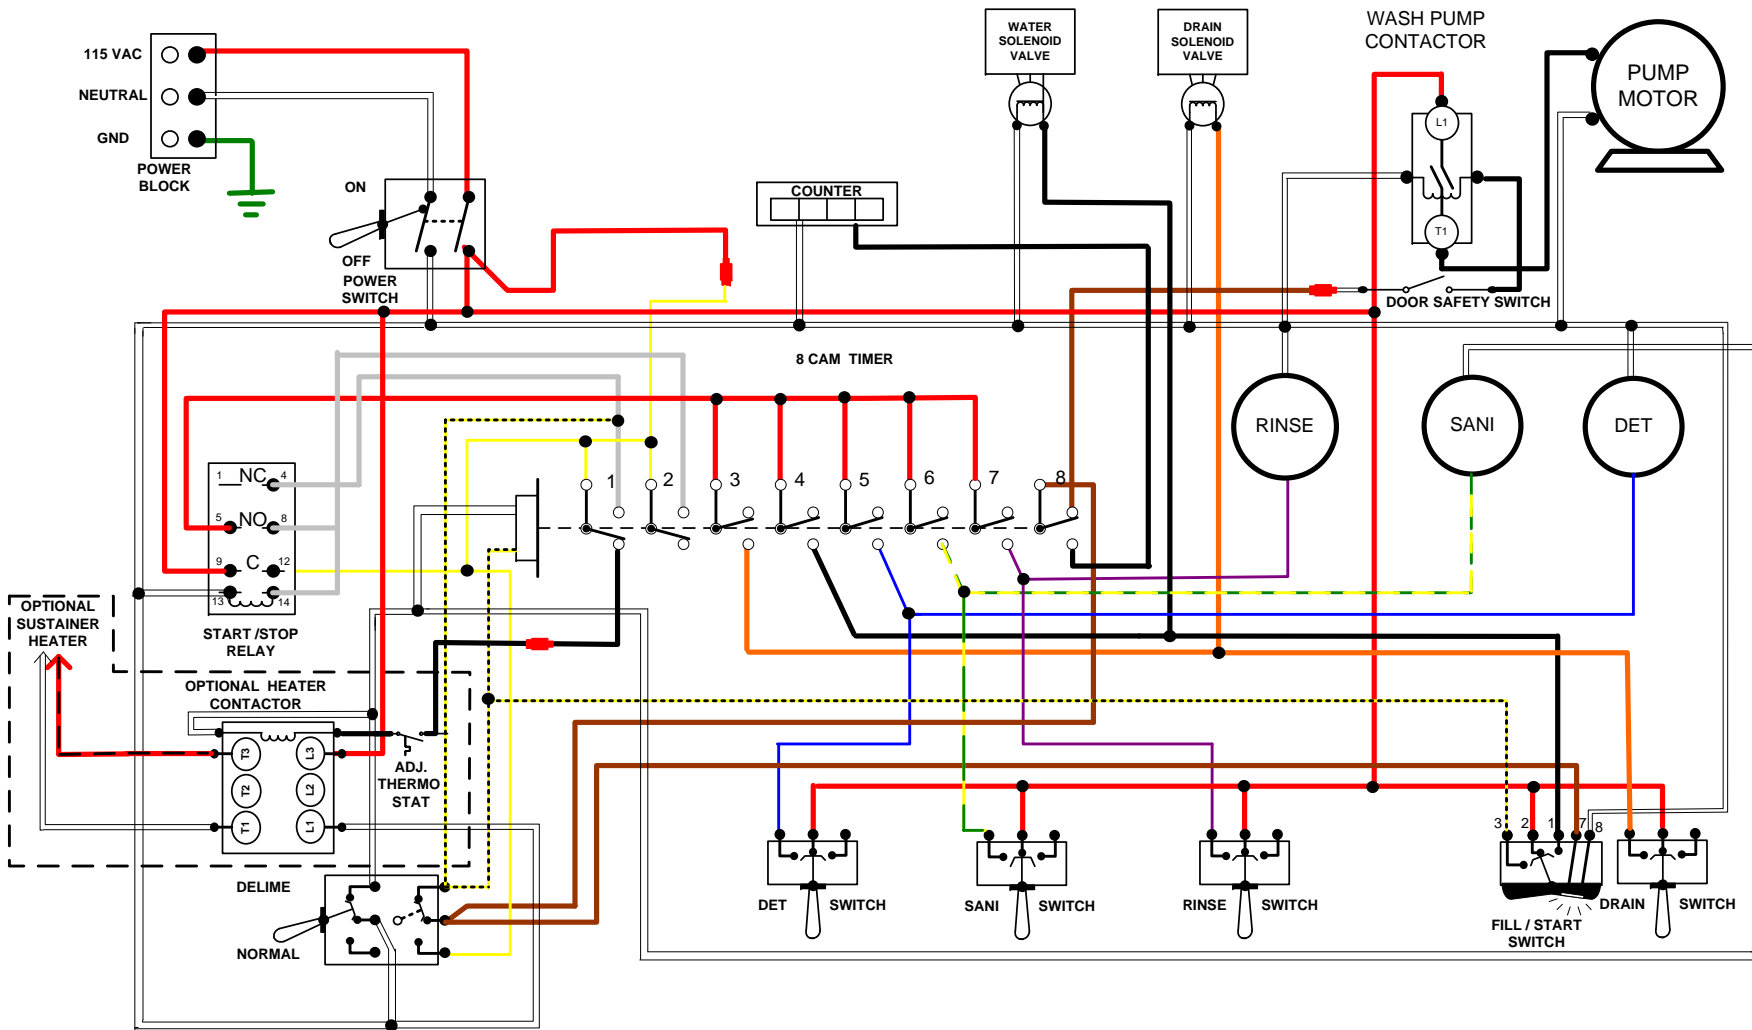 WATER
SOLENOID
VALVE
DRAIN
SOLENOID
VALVE
WASH PUMP
CONTACTOR
PUMP
MOTOR
115 VAC
NEUTRAL
GND
POWER
BLOCK
L1
T1
ON
OFF
POWER
SWITCH
COUNTER
DOOR SAFETY SWITCH
8 CAM TIMER
RINSE
SANI
DET
1 NC 4
5 NO 8
9 C 12
13 14
START /STOP
RELAY
1 2 3 4 5 6 7 8
OPTIONAL
SUSTAINER
HEATER
OPTIONAL HEATER
CONTACTOR
T3 L3
T2 L2
T1 L1
ADJ.
THERMO
STAT
DELIME
NORMAL
DET SWITCH
SANI SWITCH
RINSE SWITCH
3 2 1 7 8
FILL / START
SWITCH
DRAIN SWITCH